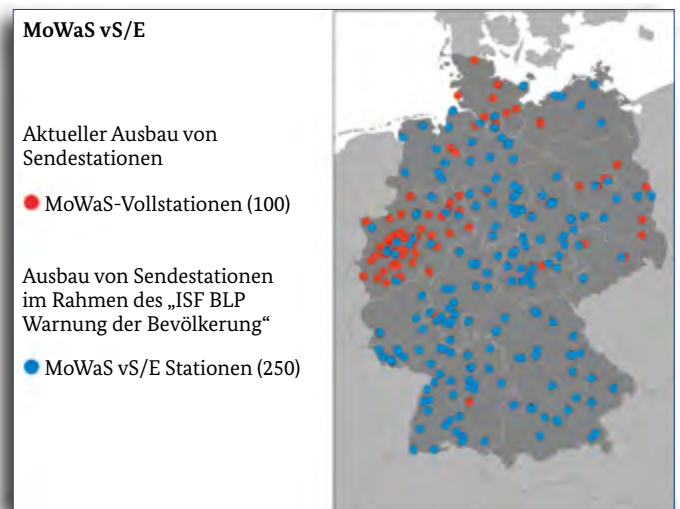 MoWaS vS/E
Aktueller Ausbau von
Sendestationen
MoWaS-Vollstationen (100)
Ausbau von Sendestationen
im Rahmen des „ISF BLP
Warnung der Bevölkerung“
MoWaS vS/E Stationen (250)